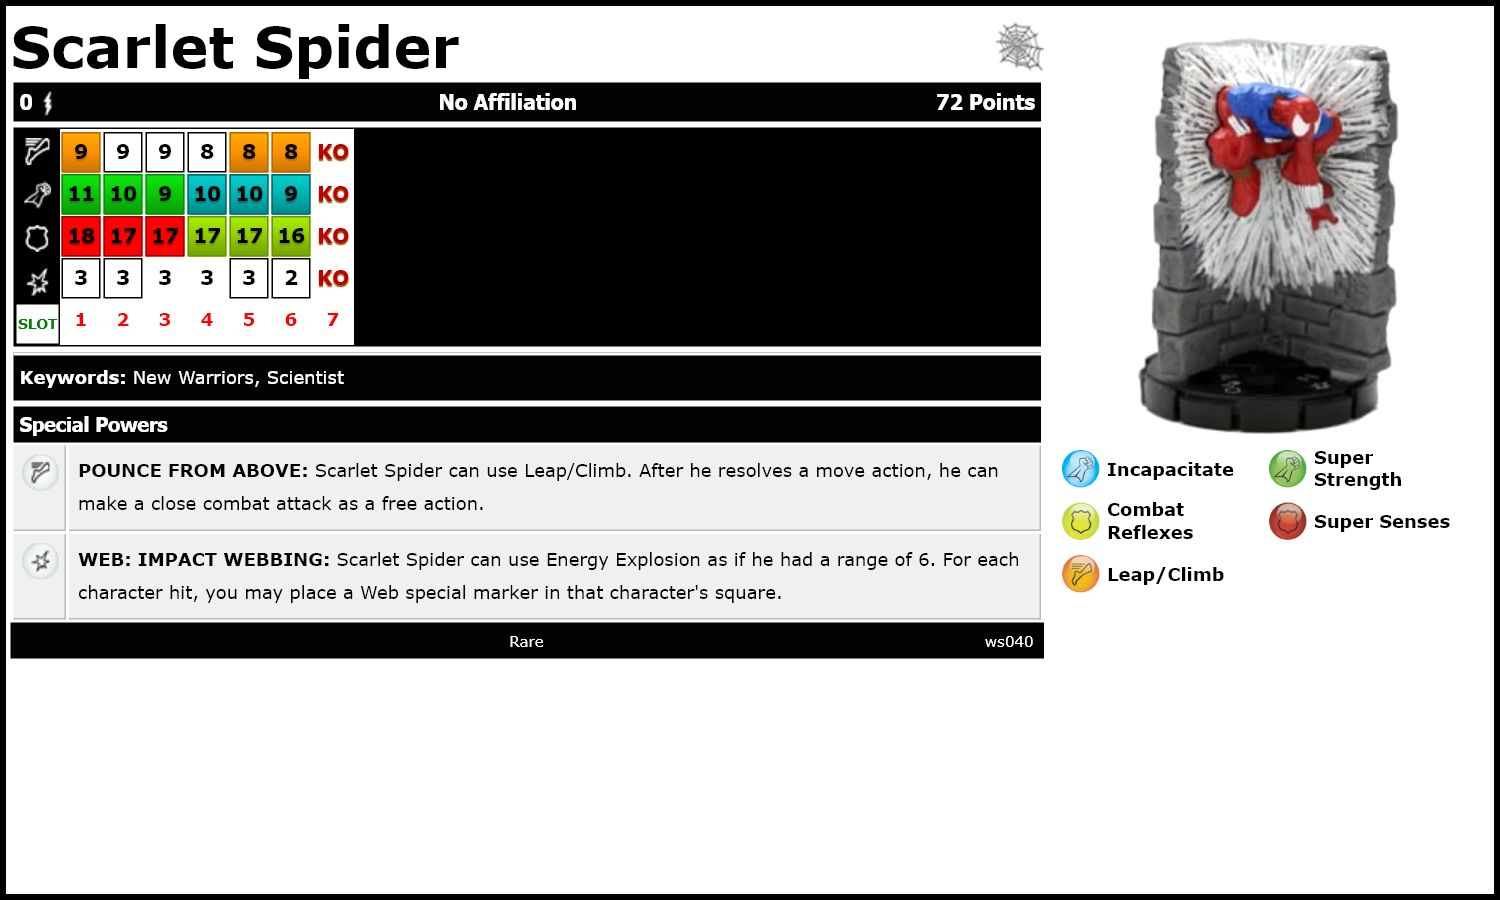 Scarlet Spider
0 No Affiliation 72 Points
9 9 9 8 8 8 KO
11 10 9 10 10 9 KO
18 17 17 17 17 16 KO
3 3 3 3 3 2 KO
SLOT 1 2 3 4 5 6 7
Keywords: New Warriors, Scientist
Special Powers
POUNCE FROM ABOVE: Scarlet Spider can use Leap/Climb. After he resolves a move action, he can
make a close combat attack as a free action.
WEB: IMPACT WEBBING: Scarlet Spider can use Energy Explosion as if he had a range of 6. For each
character hit, you may place a Web special marker in that character's square.
Rare ws040
Incapacitate
Super
Strength
Combat
Reflexes
Super Senses
Leap/Climb